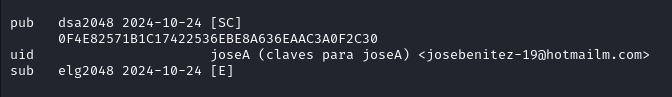 pub   dsa2048 2024-10-24 [SC]
      0F4E82571B1C17422536EBE8A636EAAC3A0F2C30
uid                      joseA (claves para joseA) <josebenitez-19@hotmailm.com>
sub   elg2048 2024-10-24 [E]